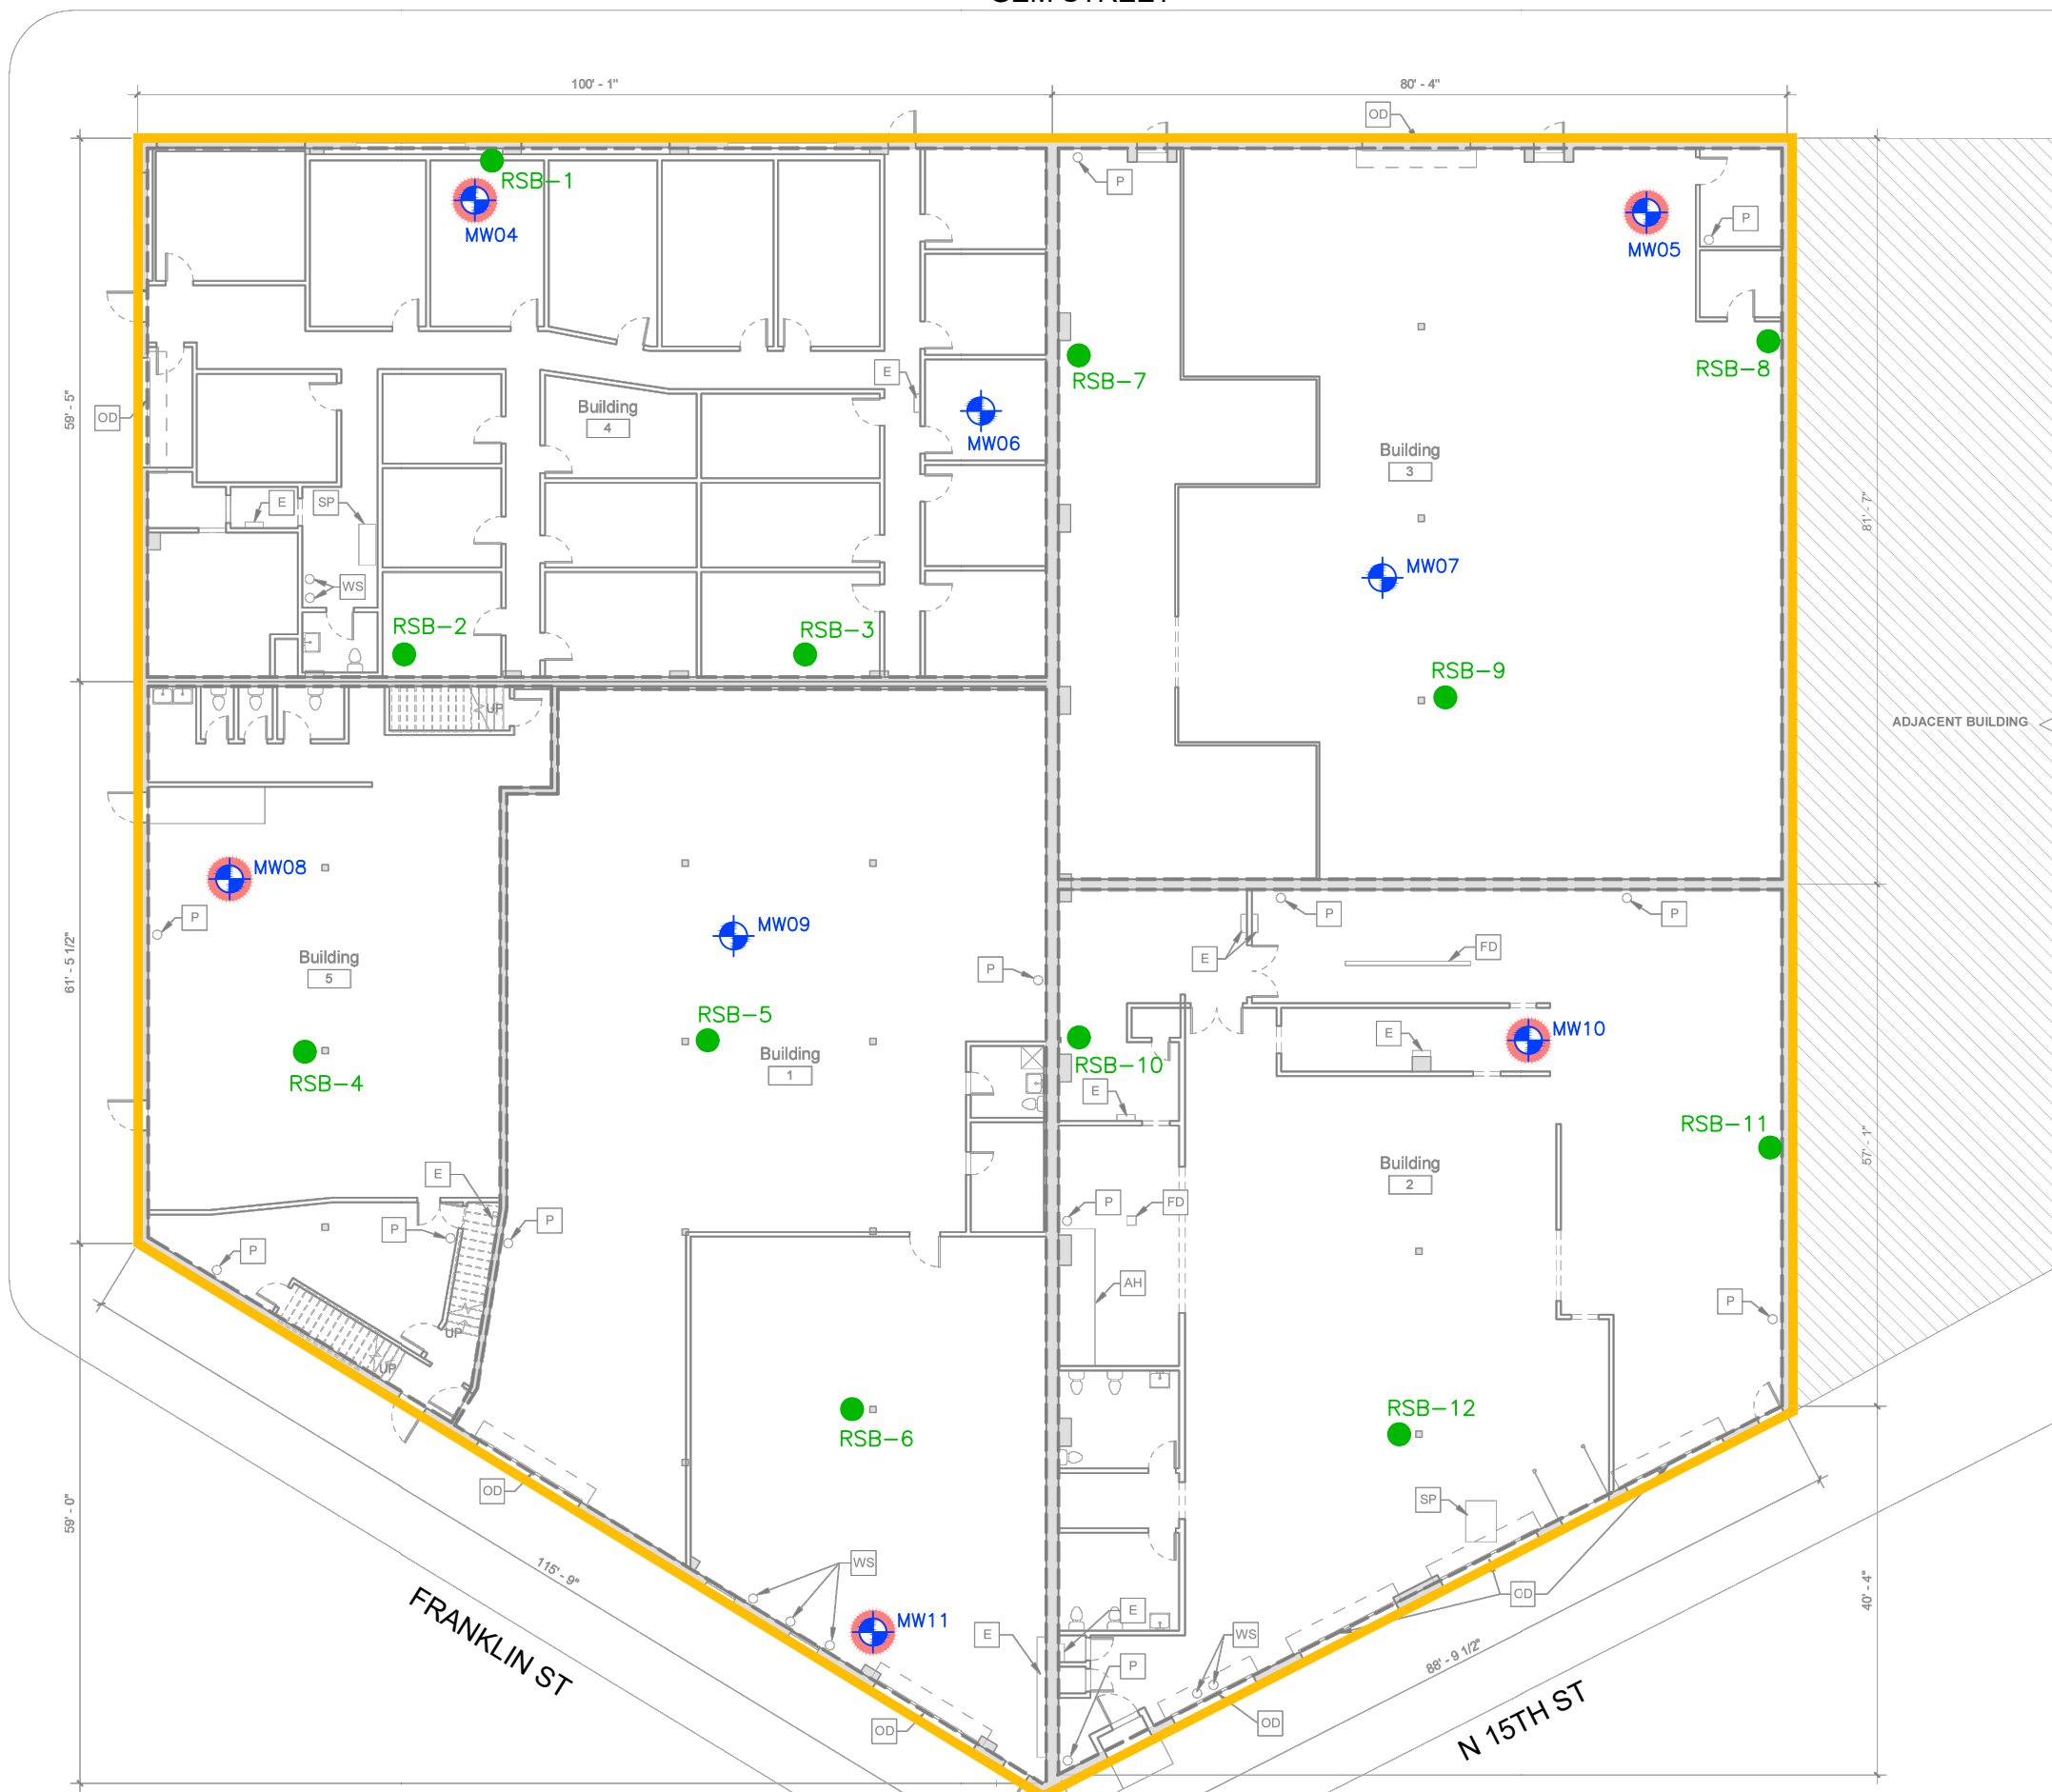 100' - 1"
80' - 4"
OD
RSB-1
MW04
P
P
MW05
59' - 5"
OD
E
RSB-7
RSB-8
Building
4
MW06
Building
3
81' - 7"
E
SP
WS
MW07
RSB-2
RSB-3
RSB-9
UP
ADJACENT BUILDING
MW08
P
MW09
P
P
61' - 5 1/2"
Building
5
P
E
FD
RSB-5
RSB-4
Building
1
RSB-10
E
E
MW10
RSB-11
57' - 1"
E
P
P
P
Building
2
P
FD
AH
P
UP
UP
RSB-6
RSB-12
59' - 0"
OD
SP
115' - 9"
WS
OD
40' - 4"
FRANKLIN ST
MW11
E
E
WS
P
88' - 9 1/2"
OD
OD
N 15TH ST